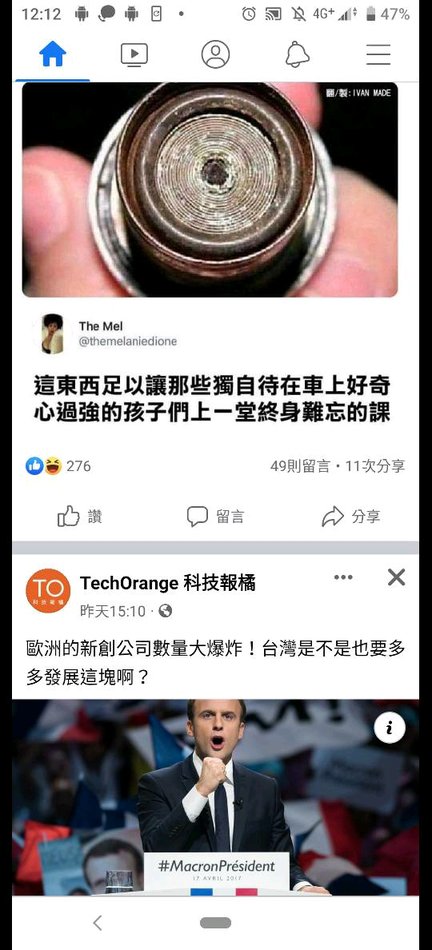 12:12
4G+
47%
翻/製:IVAN MADE
The Mel
@themelaniedione
這東西足以讓那些獨自待在車上好奇
心過強的孩子們上一堂終身難忘的課
276
49則留言・11次分享
讚
留言
分享
TO
科技報橘
TechOrange 科技報橘
昨天15:10
歐洲的新創公司數量大爆炸！台灣是不是也要多
多發展這塊啊？
i
#MacronPrésident
17 AVRIL 2017